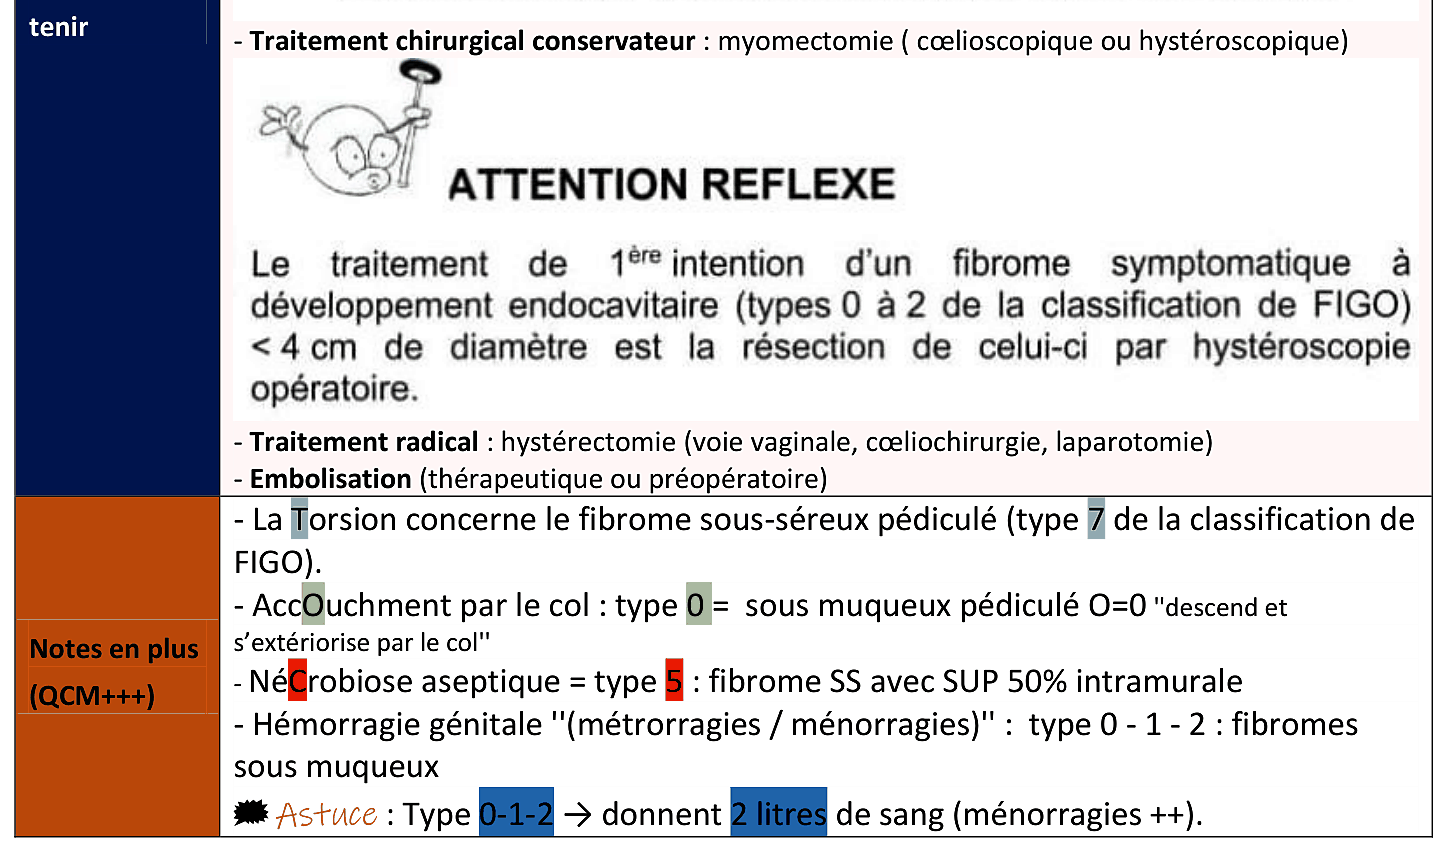 tenir
- Traitement chirurgical conservateur : myomectomie ( cœlioscopique ou hystéroscopique)
ATTENTION REFLEXE
Le traitement de 1ère intention d'un fibrome symptomatique à
développement endocavitaire (types 0 à 2 de la classification de FIGO)
< 4 cm de diamètre est la résection de celui-ci par hystéroscopie
opératoire.
- Traitement radical : hystérectomie (voie vaginale, cœliochirurgie, laparotomie)
- Embolisation (thérapeutique ou préopératoire)
Notes en plus
(QCM+++)
- La Torsion concerne le fibrome sous-séreux pédiculé (type 7 de la classification de
FIGO).
- AccOuchment par le col : type 0 = sous muqueux pédiculé O=0 "descend et
s'extériorise par le col"
- NéCrobiose aseptique = type 5 : fibrome SS avec SUP 50% intramurale
- Hémorragie génitale "(métrorragies / ménorragies)" : type 0 - 1 - 2 : fibromes
sous muqueux
Astuce : Type 0-1-2 → donnent 2 litres de sang (ménorragies ++).